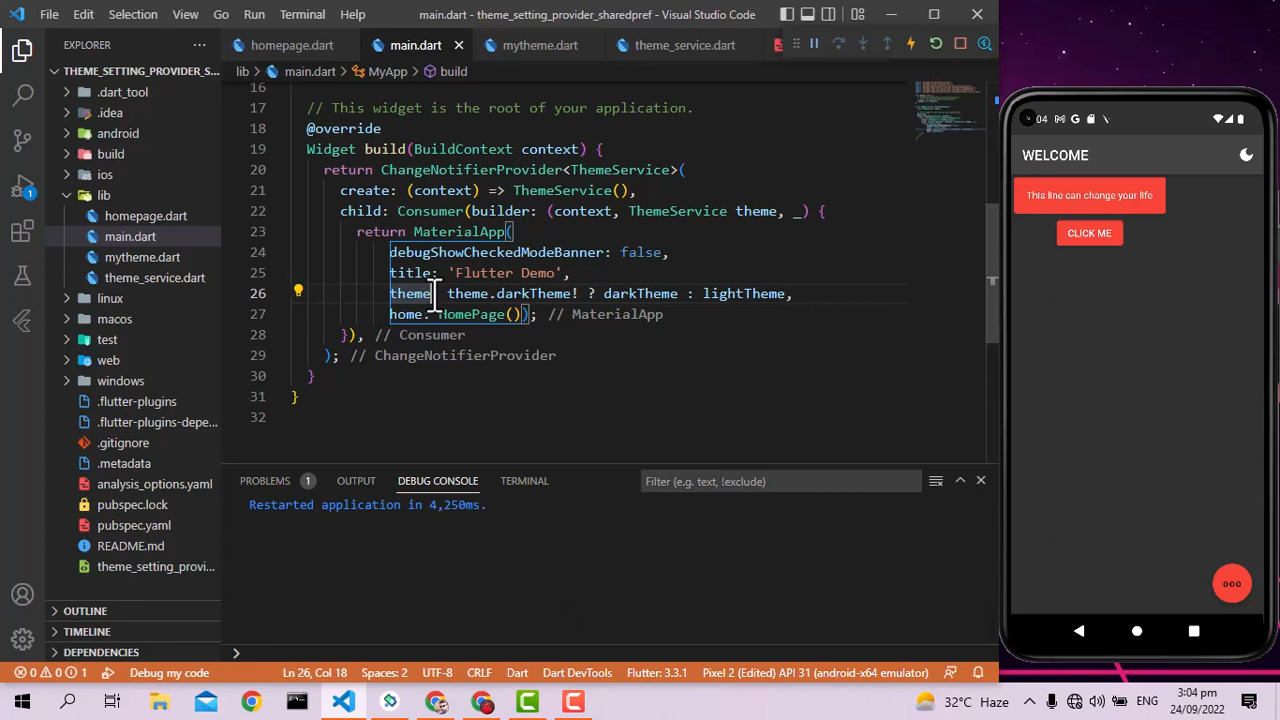 File Edit Selection View Go Run Terminal Help
main.dart - theme_setting_provider_sharedpref - Visual Studio Code
EXPLORER
homepage.dart
main.dart
mytheme.dart
theme_service.dart
THEME_SETTING_PROVIDER_S...
lib > main.dart > MyApp > build
.dart_tool
.idea
android
build
ios
lib
homepage.dart
main.dart
mytheme.dart
theme_service.dart
linux
macos
test
web
windows
.flutter-plugins
.flutter-plugins-depe...
.gitignore
.metadata
analysis_options.yaml
pubspec.lock
pubspec.yaml
README.md
theme_setting_provi...
OUTLINE
TIMELINE
DEPENDENCIES
1
16
17 // This widget is the root of your application.
18 @override
19 Widget build(BuildContext context) {
20 return ChangeNotifierProvider<ThemeService>(
21 create: (context) => ThemeService(),
22 child: Consumer(builder: (context, ThemeService theme, _) {
23 return MaterialApp(
24 debugShowCheckedModeBanner: false,
25 title: 'Flutter Demo',
26 theme theme.darkTheme! ? darkTheme : lightTheme,
27 home: HomePage()); // MaterialApp
28 }), // Consumer
29 ); // ChangeNotifierProvider
30 }
31 }
32
PROBLEMS 1 OUTPUT DEBUG CONSOLE TERMINAL
Filter (e.g. text, !exclude)
Restarted application in 4,250ms.
04
WELCOME
This line can change your life
CLICK ME
0 0 1 Debug my code
Ln 26, Col 18 Spaces: 2 UTF-8 CRLF Dart Dart DevTools Flutter: 3.3.1 Pixel 2 (Edited) API 31 (android-x64 emulator)
32°C Haze
ENG
3:04 pm
24/09/2022